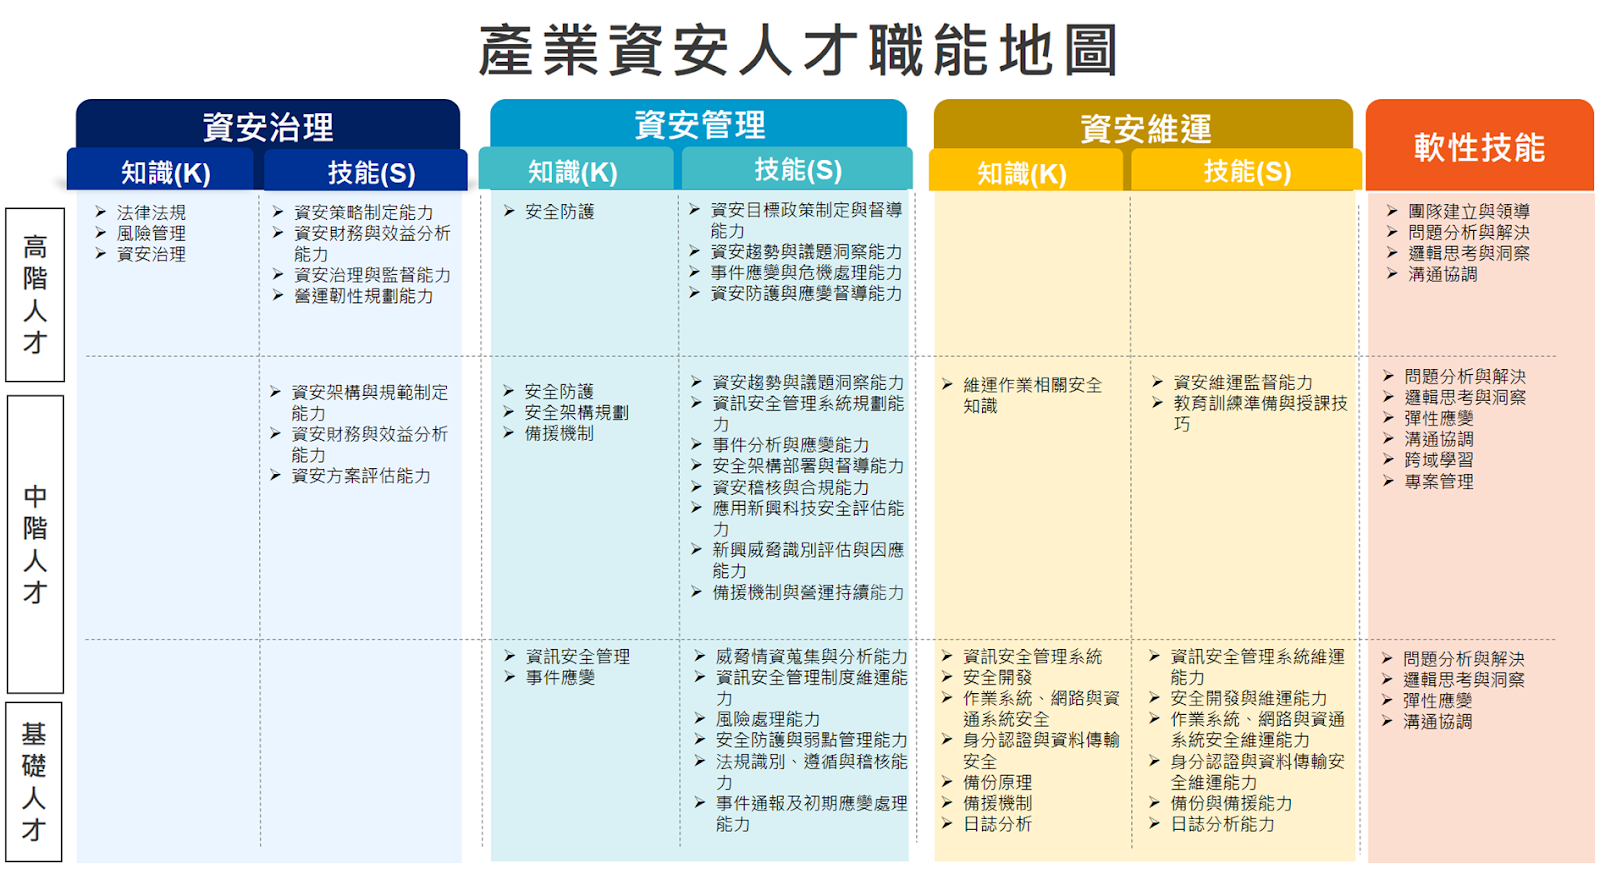 產業資安人才職能地圖
資安治理
資安管理
資安維運
軟性技能
知識(K)
技能(S)
知識(K)
技能(S)
知識(K)
技能(S)
高階人才
➢ 法律法規
➢ 風險管理
➢ 資安治理
➢ 資安策略制定能力
➢ 資安財務與效益分析
能力
➢ 資安治理與監督能力
➢ 營運韌性規劃能力
➢ 安全防護
➢ 資安目標政策制定與督導
能力
➢ 資安趨勢與議題洞察能力
➢ 事件應變與危機處理能力
➢ 資安防護與應變督導能力
➢ 團隊建立與領導
➢ 問題分析與解決
➢ 邏輯思考與洞察
➢ 溝通協調
中階人才
➢ 資安架構與規範制定
能力
➢ 資安財務與效益分析
能力
➢ 資安方案評估能力
➢ 安全防護
➢ 安全架構規劃
➢ 備援機制
➢ 資安趨勢與議題洞察能力
➢ 資訊安全管理系統規劃能
力
➢ 事件分析與應變能力
➢ 安全架構部署與督導能力
➢ 資安稽核與合規能力
➢ 應用新興科技安全評估能
力
➢ 新興威脅識別評估與因應
能力
➢ 備援機制與營運持續能力
➢ 維運作業相關安全
知識
➢ 資安維運監督能力
➢ 教育訓練準備與授課技
巧
➢ 問題分析與解決
➢ 邏輯思考與洞察
➢ 彈性應變
➢ 溝通協調
➢ 跨域學習
➢ 專案管理
基礎人才
➢ 資訊安全管理
➢ 事件應變
➢ 威脅情資蒐集與分析能力
➢ 資訊安全管理制度維運能
力
➢ 風險處理能力
➢ 安全防護與弱點管理能力
➢ 法規識別、遵循與稽核能
力
➢ 事件通報及初期應變處理
能力
➢ 資訊安全管理系統
➢ 安全開發
➢ 作業系統、網路與資
通系統安全
➢ 身分認證與資料傳輸
安全
➢ 備份原理
➢ 備援機制
➢ 日誌分析
➢ 資訊安全管理系統維運
能力
➢ 安全開發與維運能力
➢ 作業系統、網路與資通
系統安全維運能力
➢ 身分認證與資料傳輸安
全維運能力
➢ 備份與備援能力
➢ 日誌分析能力
➢ 問題分析與解決
➢ 邏輯思考與洞察
➢ 彈性應變
➢ 溝通協調